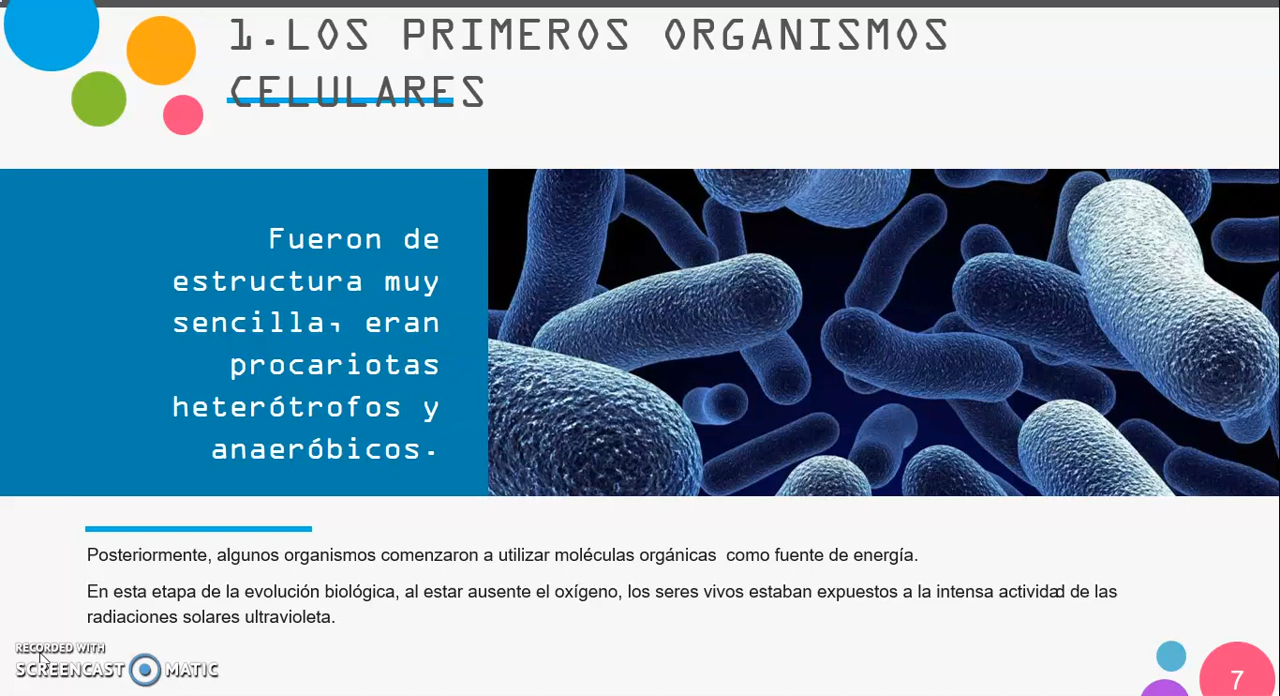 1.LOS PRIMEROS ORGANISMOS
CELULARES
Fueron de
estructura muy
sencilla, eran
procariotas
heterótrofos y
anaeróbicos.
Posteriormente, algunos organismos comenzaron a utilizar moléculas orgánicas como fuente de energía.
En esta etapa de la evolución biológica, al estar ausente el oxígeno, los seres vivos estaban expuestos a la intensa actividad de las
radiaciones solares ultravioleta.
RECORDED WITH
SCREENCAST MATIC
7